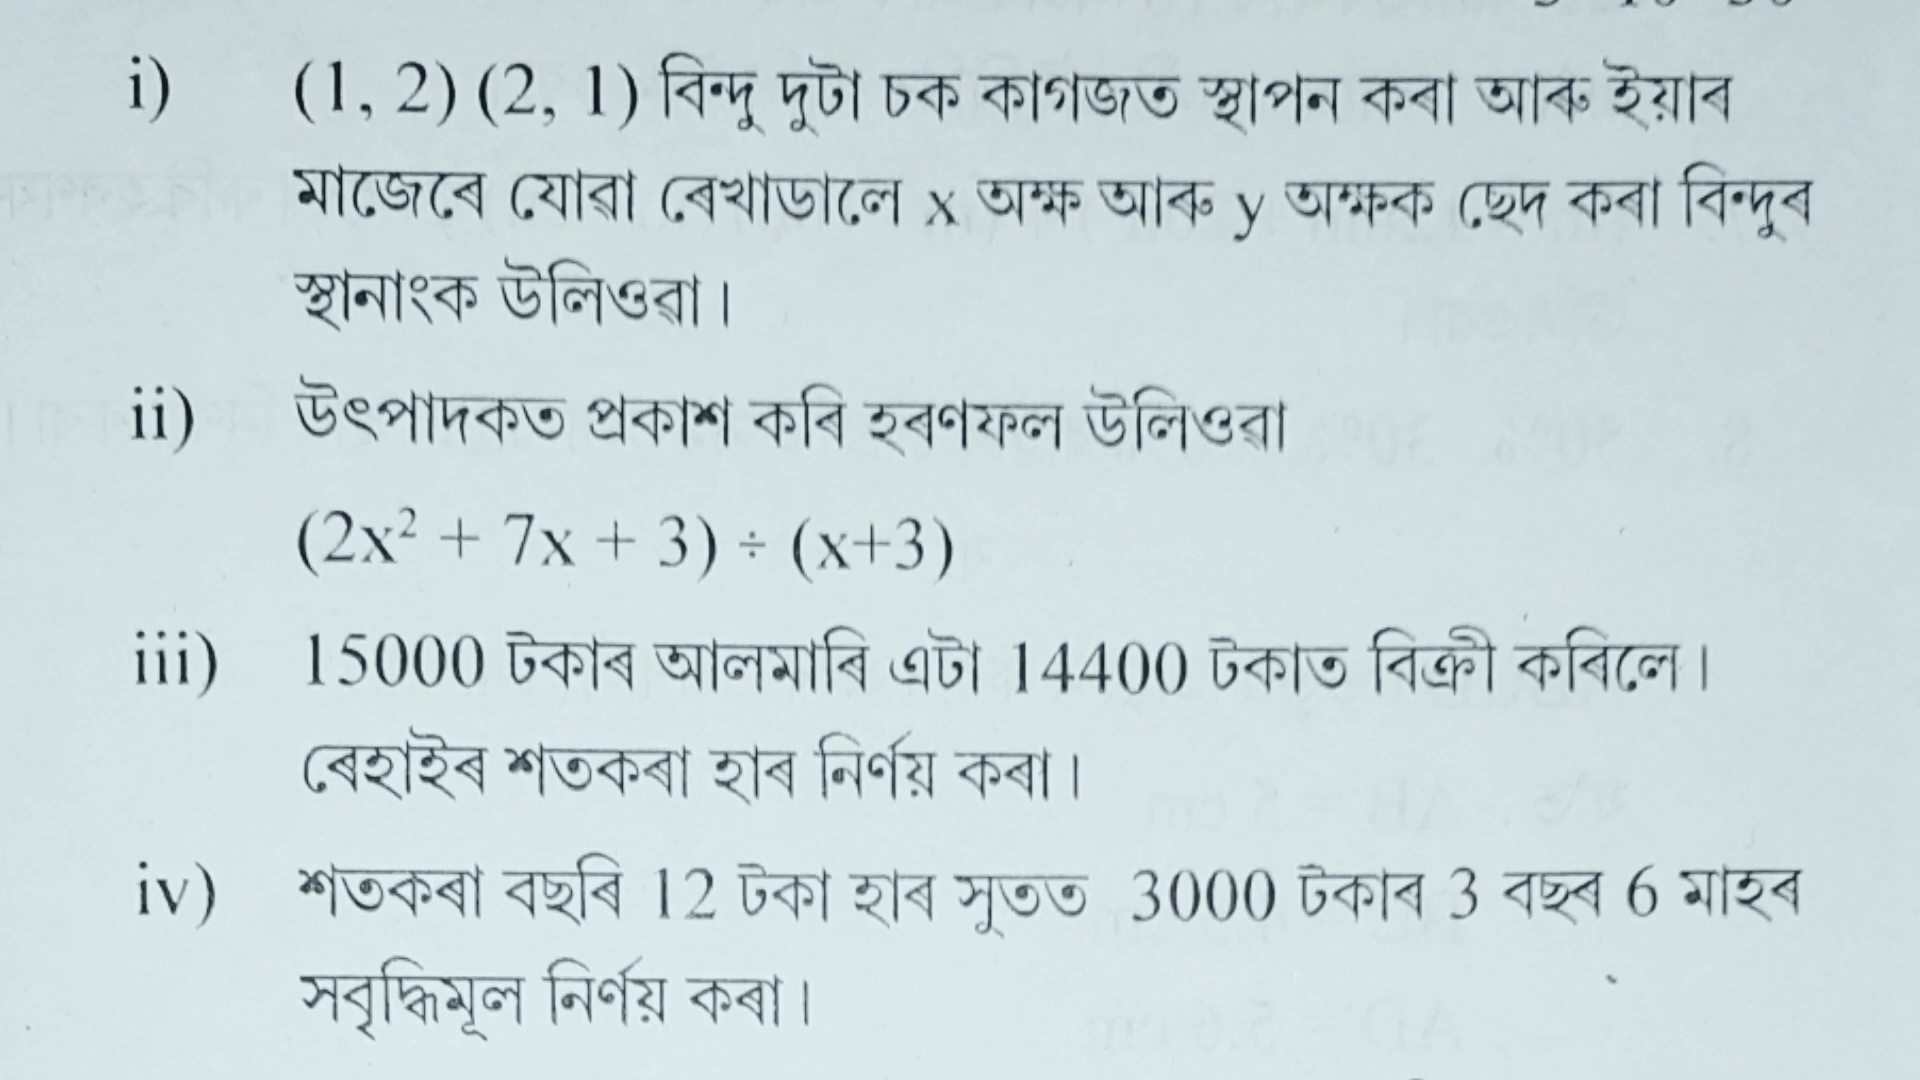 i) (1, 2) (2, 1) বিন্দু দুটা চক কাগজত স্থাপন কৰা আৰু ইয়াৰ
মাজেৰে যোৱা ৰেখাডালে x অক্ষ আৰু y অক্ষক ছেদ কৰা বিন্দুৰ
স্থানাংক উলিওৱা।
ii) উৎপাদকত প্ৰকাশ কৰি হৰণফল উলিওৱা
(2x² + 7x + 3) ÷ (x+3)
iii) 15000 টকাৰ আলমাৰি এটা 14400 টকাত বিক্ৰী কৰিলে।
ৰেহাইৰ শতকৰা হাৰ নিৰ্ণয় কৰা।
iv) শতকৰা বছৰি 12 টকা হাৰ সূতত 3000 টকাৰ 3 বছৰ 6 মাহৰ
সবৃদ্ধিমূল নিৰ্ণয় কৰা।